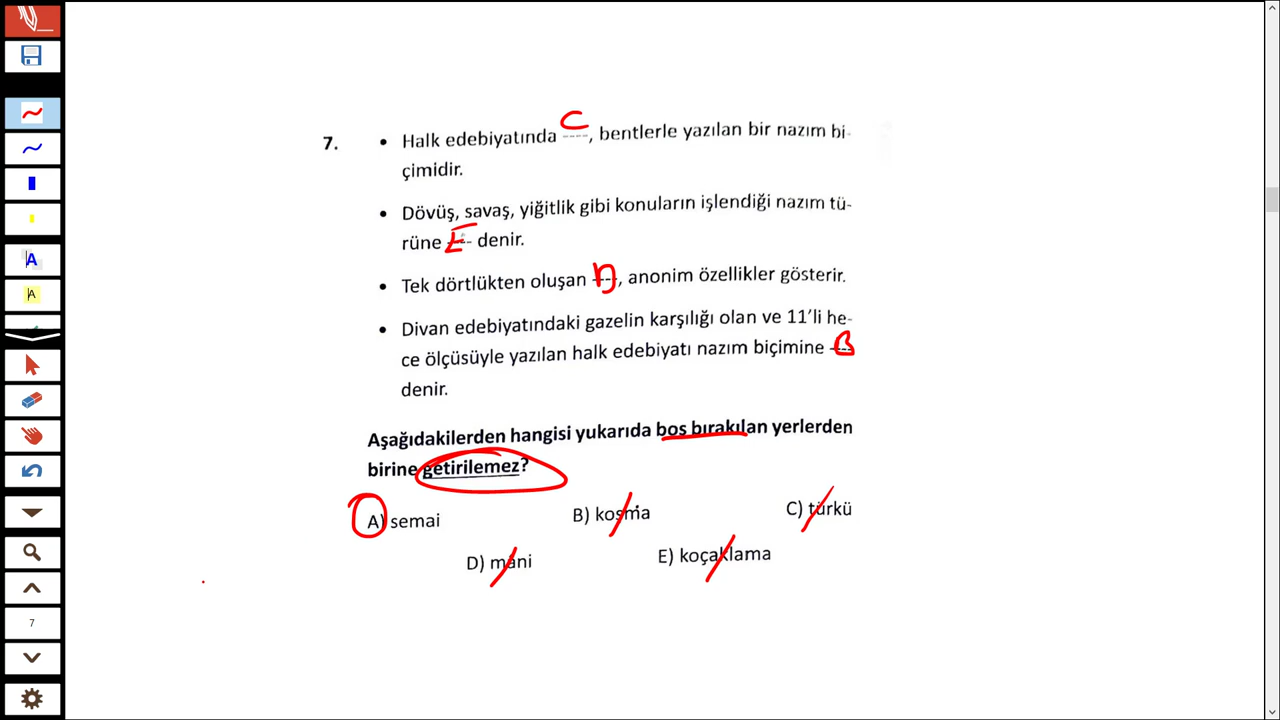 7. • Halk edebiyatında ----, bentlerle yazılan bir nazım bi-
C
çimidir.
• Dövüş, savaş, yiğitlik gibi konuların işlendiği nazım tü-
rüne ---- denir.
E
• Tek dörtlükten oluşan ----, anonim özellikler gösterir.
D
• Divan edebiyatındaki gazelin karşılığı olan ve 11'li he-
ce ölçüsüyle yazılan halk edebiyatı nazım biçimine ----
B
denir.
Aşağıdakilerden hangisi yukarıda boş bırakılan yerlerden
birine getirilemez?
A) semai B) koşma C) türkü
D) mâni E) koçaklama
A
A
7